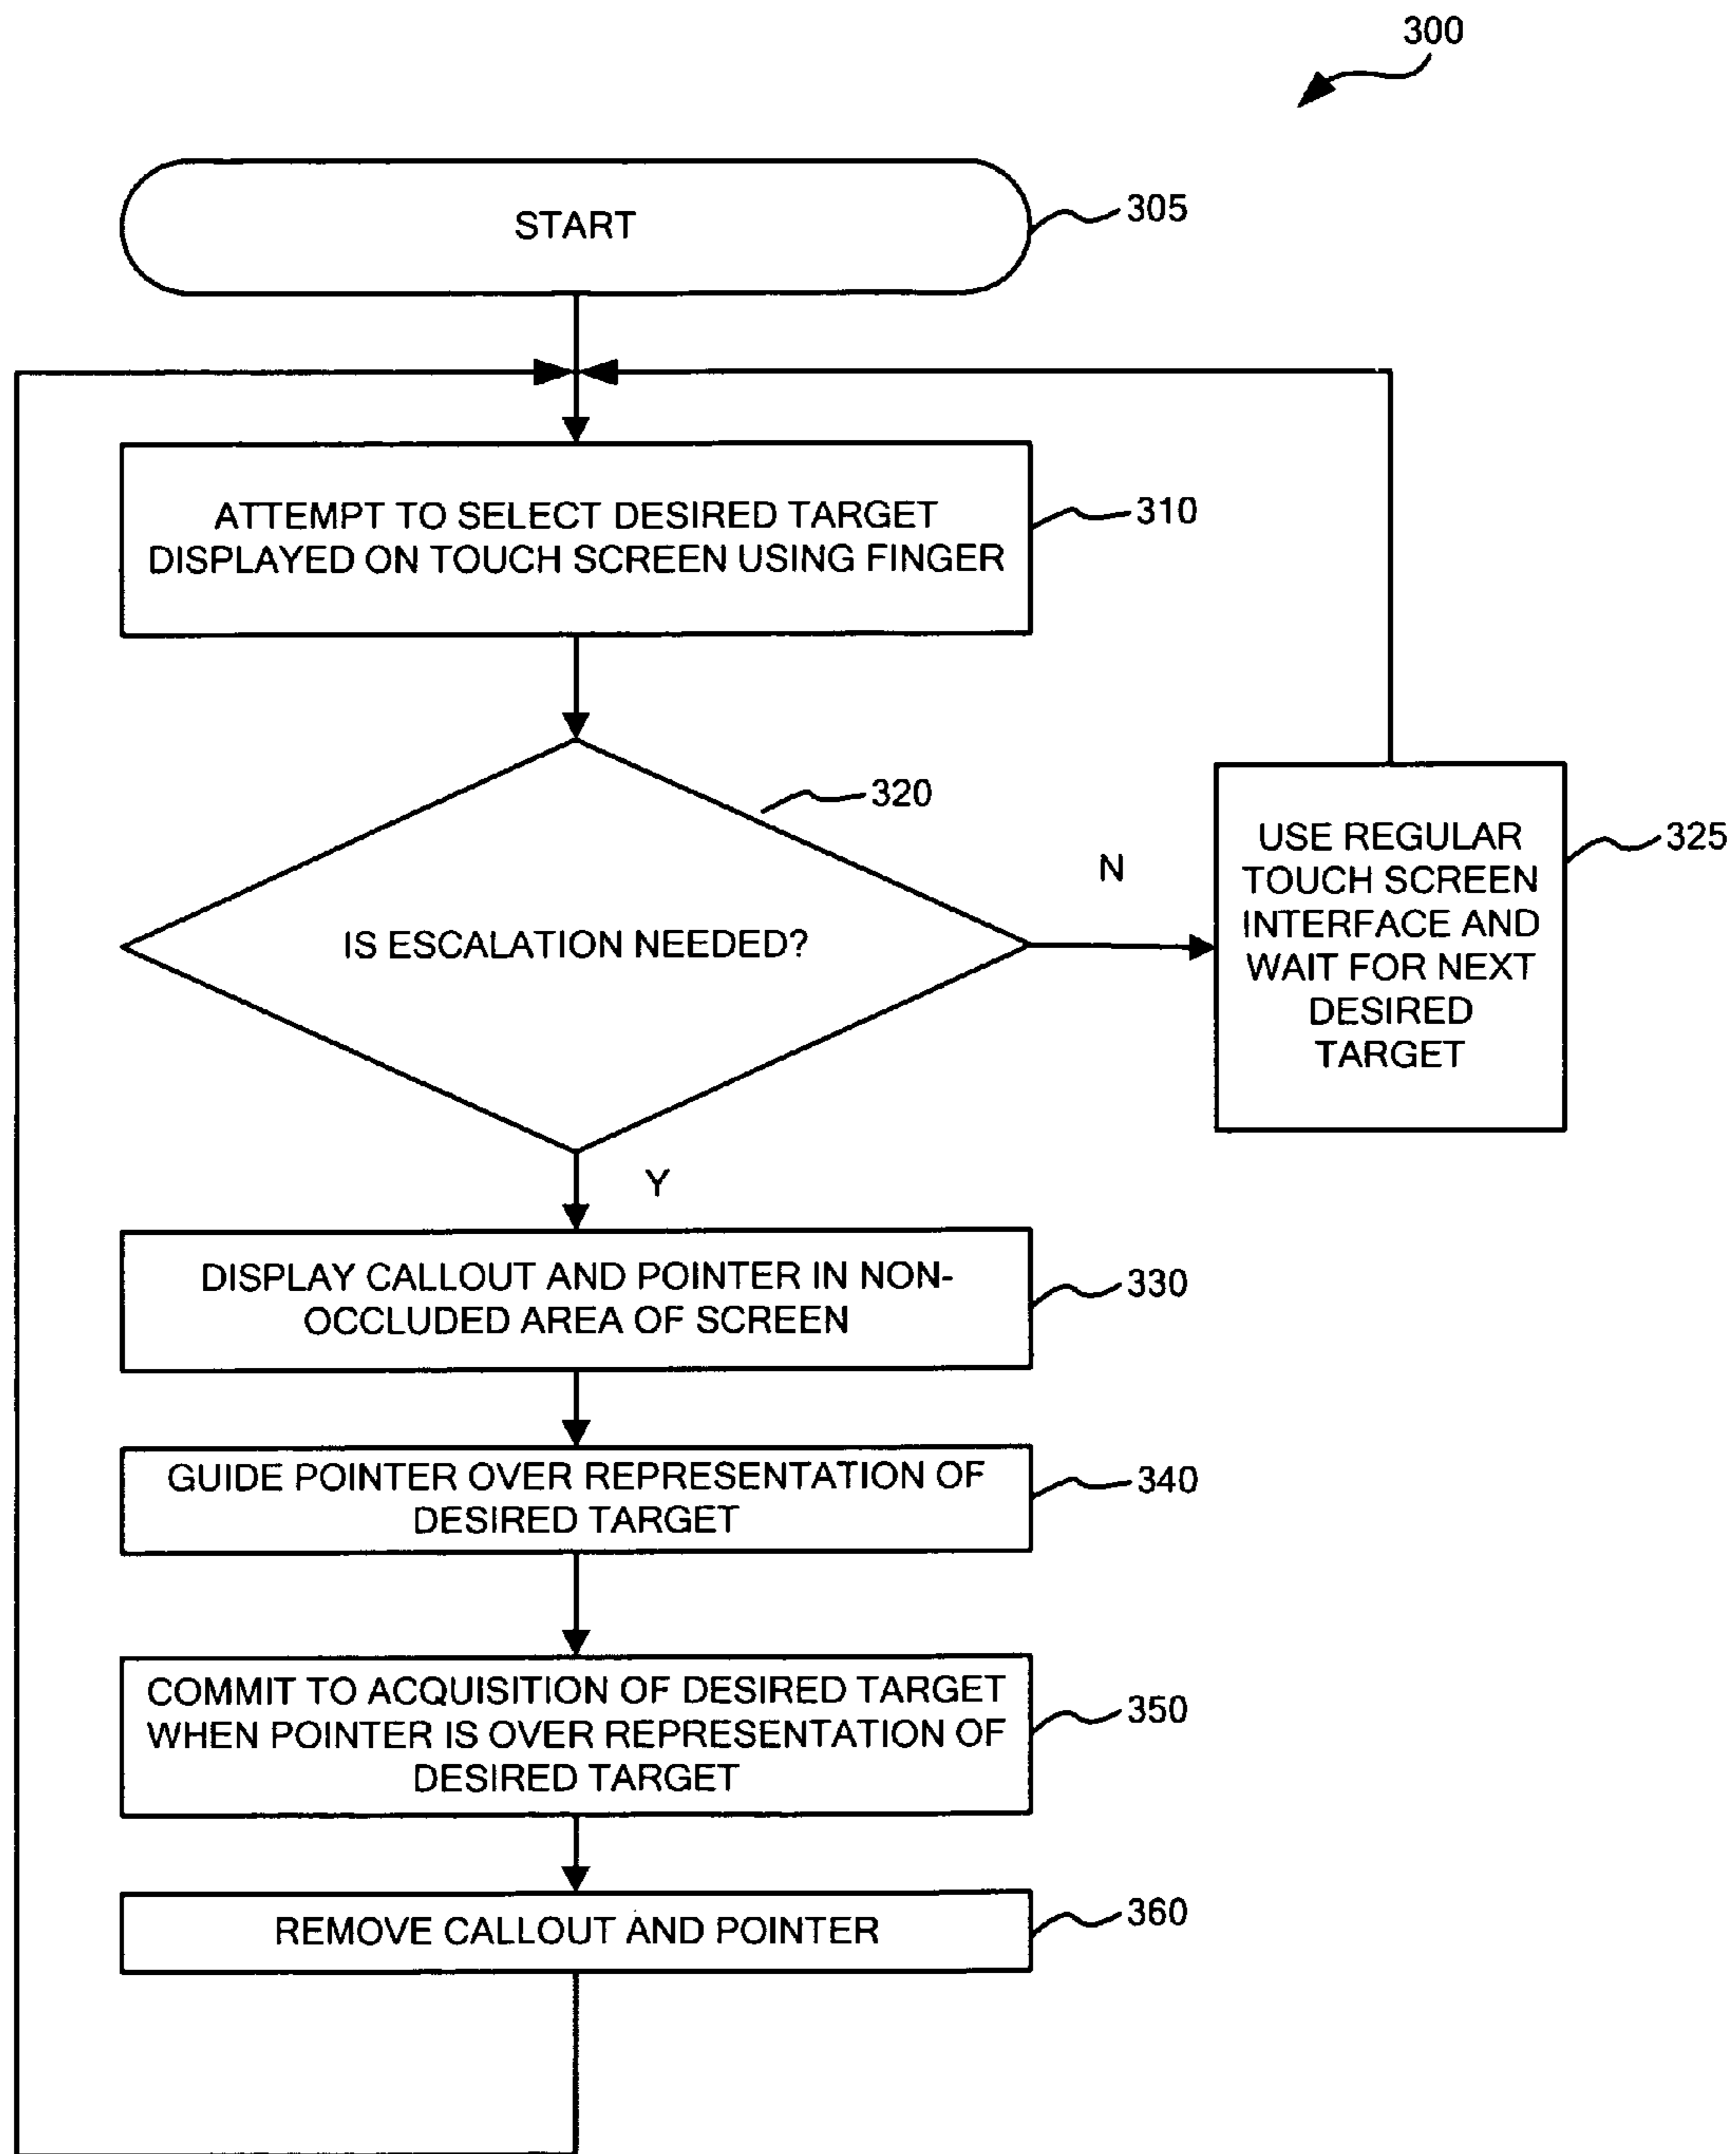 300
START
305
ATTEMPT TO SELECT DESIRED TARGET
DISPLAYED ON TOUCH SCREEN USING FINGER
310
320
IS ESCALATION NEEDED?
N
USE REGULAR
TOUCH SCREEN
INTERFACE AND
WAIT FOR NEXT
DESIRED
TARGET
325
Y
DISPLAY CALLOUT AND POINTER IN NON-
OCCLUDED AREA OF SCREEN
330
GUIDE POINTER OVER REPRESENTATION OF
DESIRED TARGET
340
COMMIT TO ACQUISITION OF DESIRED TARGET
WHEN POINTER IS OVER REPRESENTATION OF
DESIRED TARGET
350
REMOVE CALLOUT AND POINTER
360